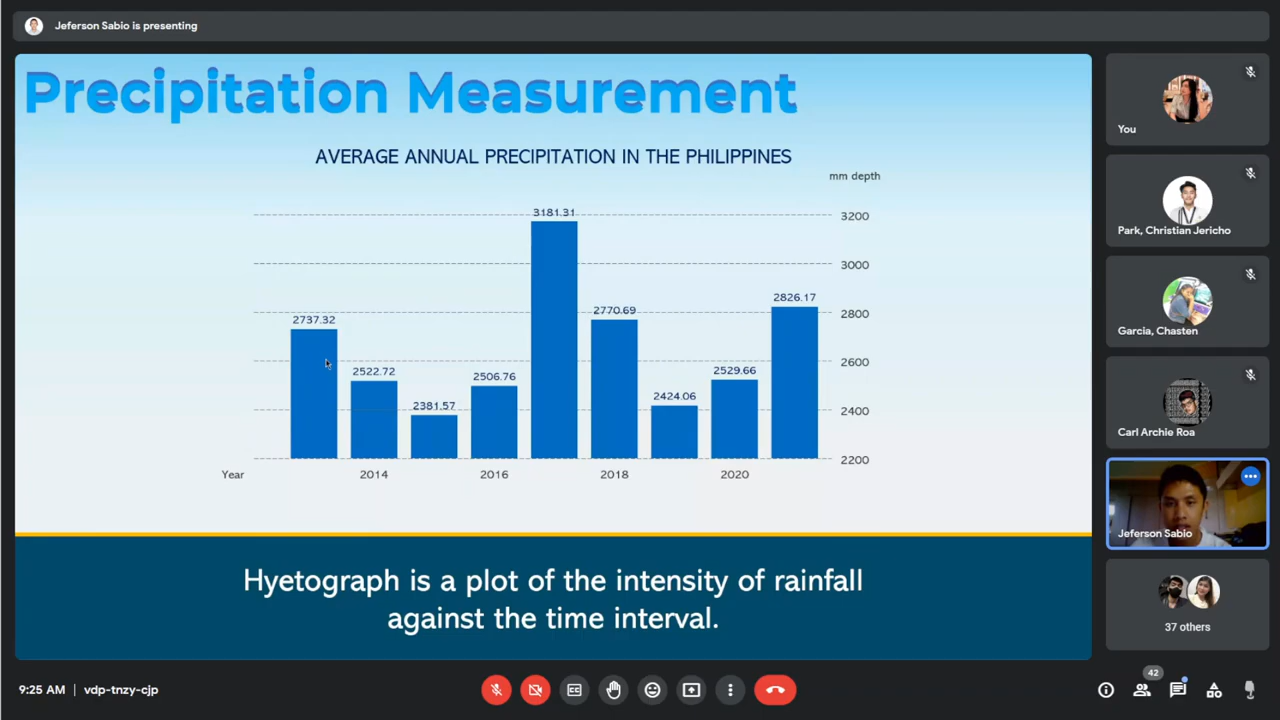 Jeferson Sabio is presenting
Precipitation Measurement
AVERAGE ANNUAL PRECIPITATION IN THE PHILIPPINES
mm depth
3181.31
3200
3000
2826.17
2737.32
2770.69
2800
2522.72
2506.76
2529.66
2600
2381.57
2424.06
2400
2200
Year
2014
2016
2018
2020
Hyetograph is a plot of the intensity of rainfall
against the time interval.
You
Park, Christian Jericho
Garcia, Chasten
Carl Archie Roa
Jeferson Sabio
37 others
9:25 AM | vdp-tnzy-cjp
CC
42